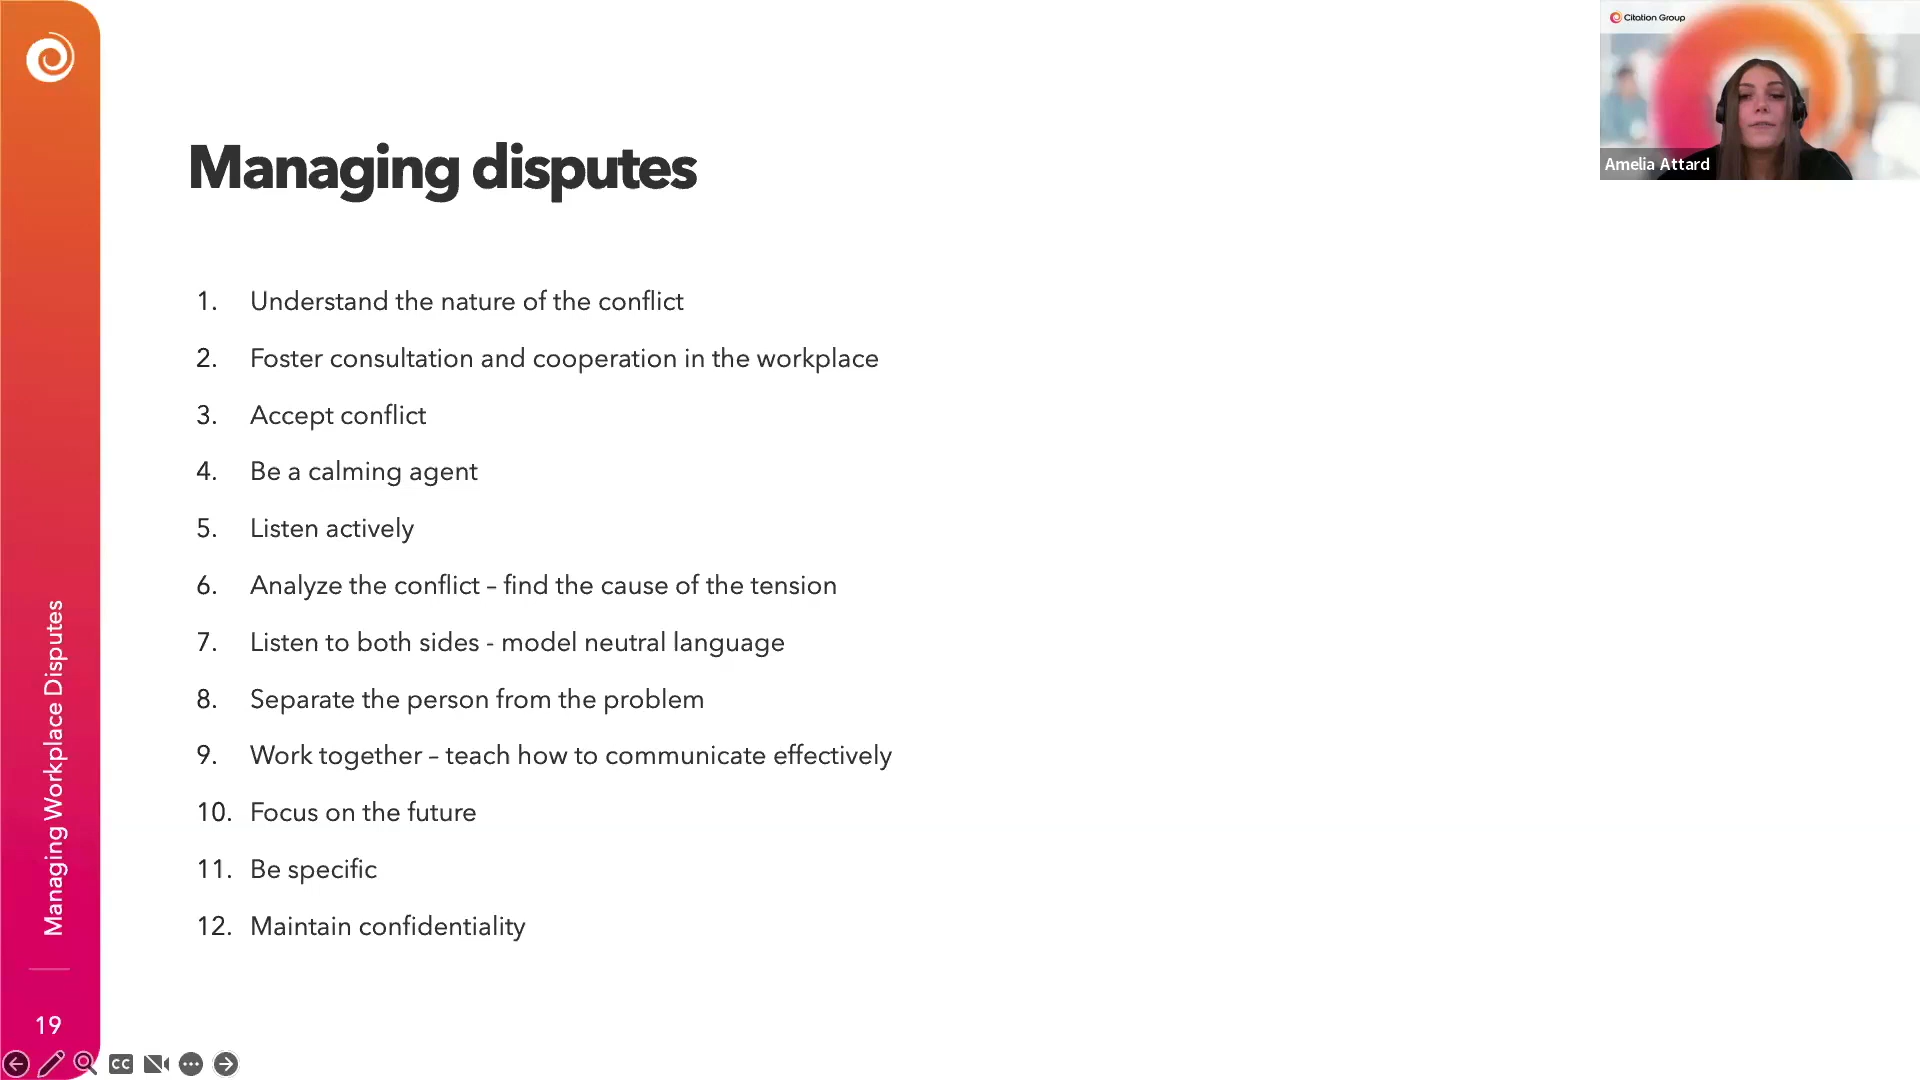 Managing disputes
1. Understand the nature of the conflict
2. Foster consultation and cooperation in the workplace
3. Accept conflict
4. Be a calming agent
5. Listen actively
6. Analyze the conflict – find the cause of the tension
7. Listen to both sides - model neutral language
8. Separate the person from the problem
9. Work together – teach how to communicate effectively
10. Focus on the future
11. Be specific
12. Maintain confidentiality
Managing Workplace Disputes
19
CC
Citation Group
Amelia Attard